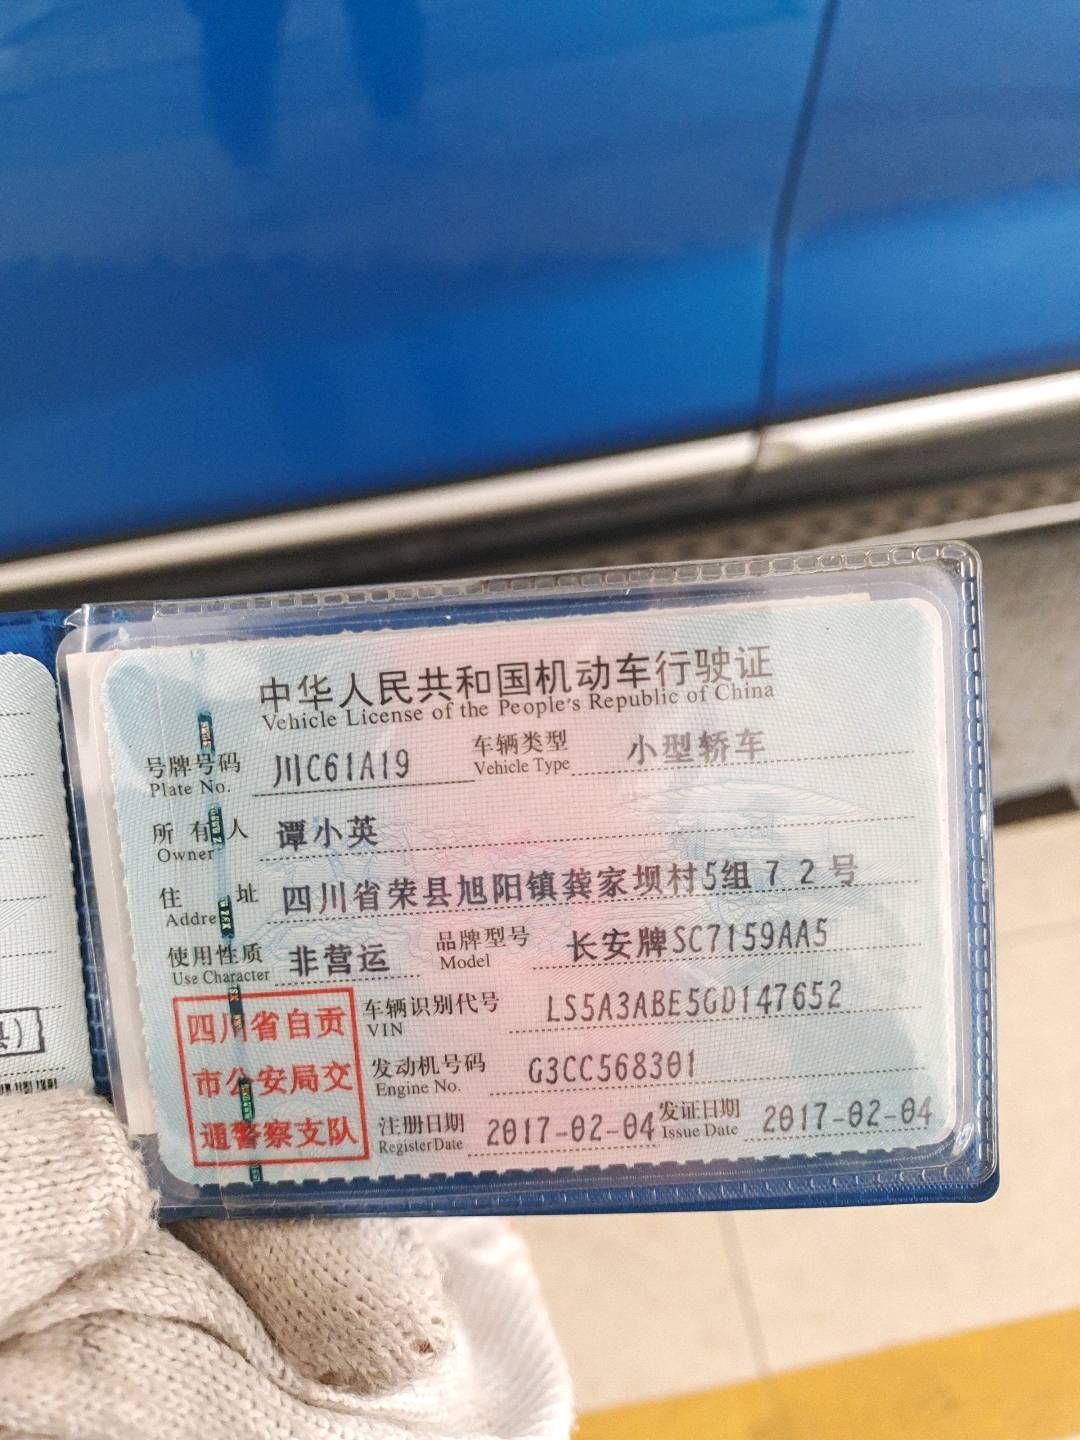 中华人民共和国机动车行驶证
Vehicle License of the People's Republic of China
号牌号码 川C61A19 车辆类型 小型轿车
Plate No. Vehicle Type
所有人 谭小英
Owner
住址 四川省荣县旭阳镇龚家坝村5组72号
Addre
使用性质 非营运 品牌型号 长安牌SC7159AA5
Use Character Model
四川省自贡
市公安局交
通警察支队
车辆识别代号 LS5A3ABE5GD147652
VIN
发动机号码 G3CC568301
Engine No.
注册日期 2017-02-04 发证日期 2017-02-04
Register Date Issue Date